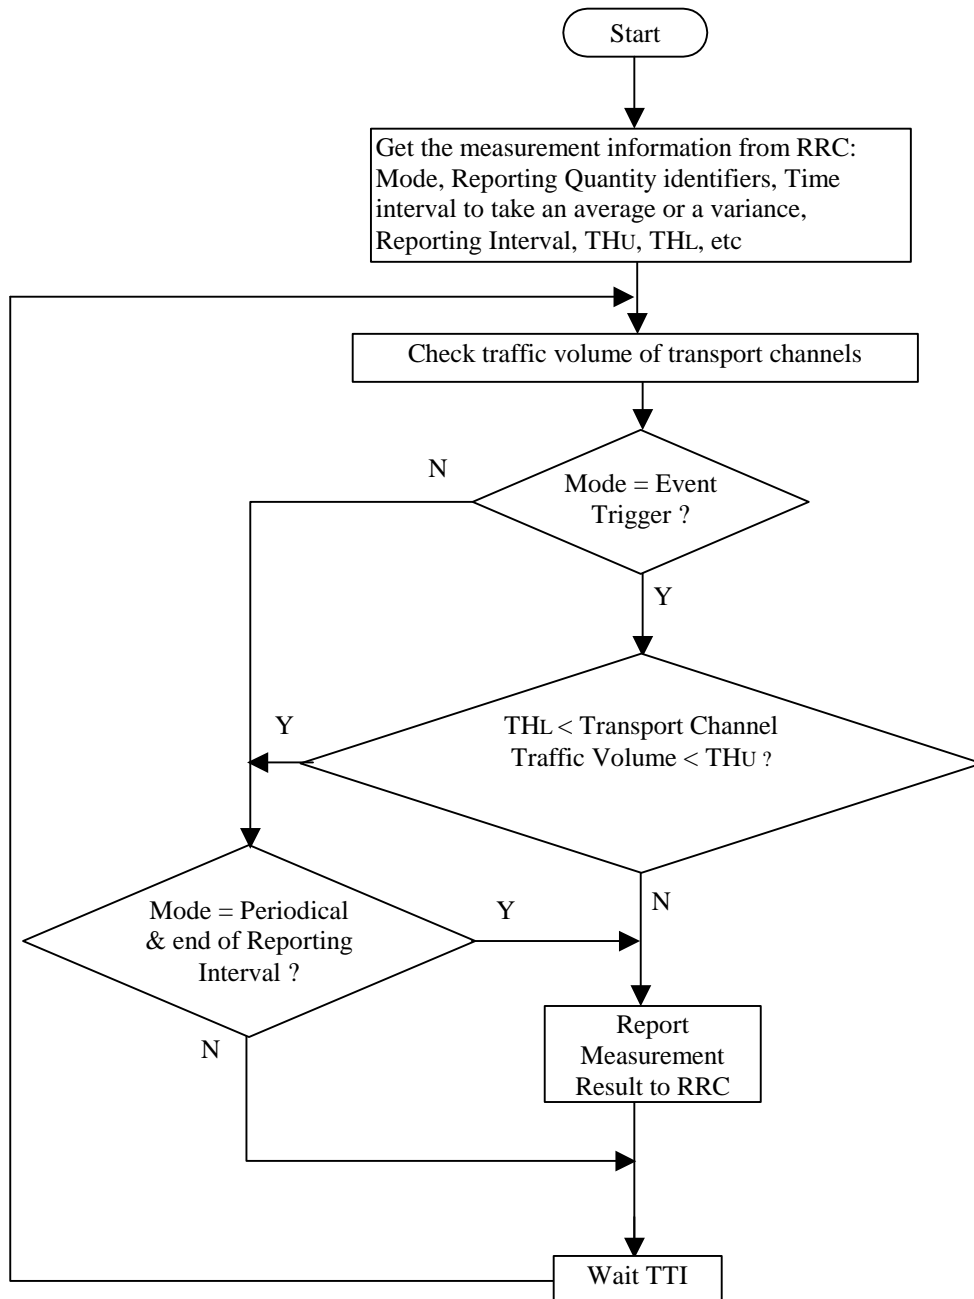 Start
Get the measurement information from RRC:
Mode, Reporting Quantity identifiers, Time
interval to take an average or a variance,
Reporting Interval, THU, THL, etc
Check traffic volume of transport channels
N
Mode = Event
Trigger ?
Y
Y
THL < Transport Channel
Traffic Volume < THU ?
N
Mode = Periodical
& end of Reporting
Interval ?
Y
N
Report
Measurement
Result to RRC
Wait TTI